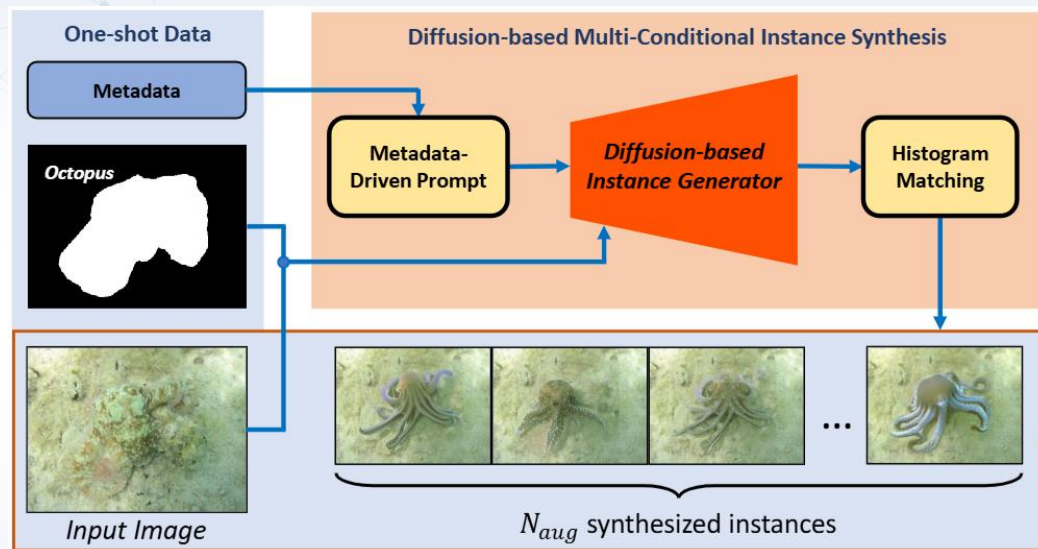 One-shot Data
Metadata
Octopus
Input Image
Diffusion-based Multi-Conditional Instance Synthesis
Metadata-
Driven Prompt
Diffusion-based
Instance Generator
Histogram
Matching
...
N_aug synthesized instances